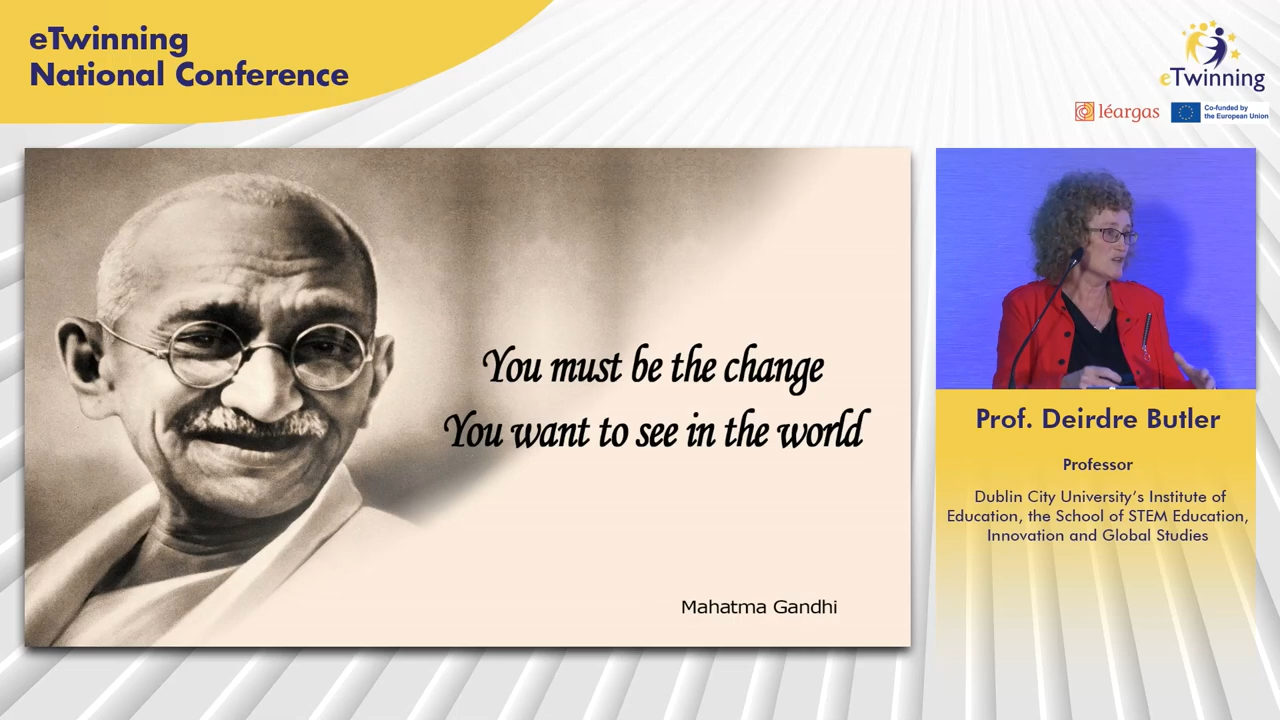 eTwinning
National Conference
eTwinning
léargas
Co-funded by
the European Union
You must be the change
You want to see in the world
Mahatma Gandhi
Prof. Deirdre Butler
Professor
Dublin City University's Institute of
Education, the School of STEM Education,
Innovation and Global Studies